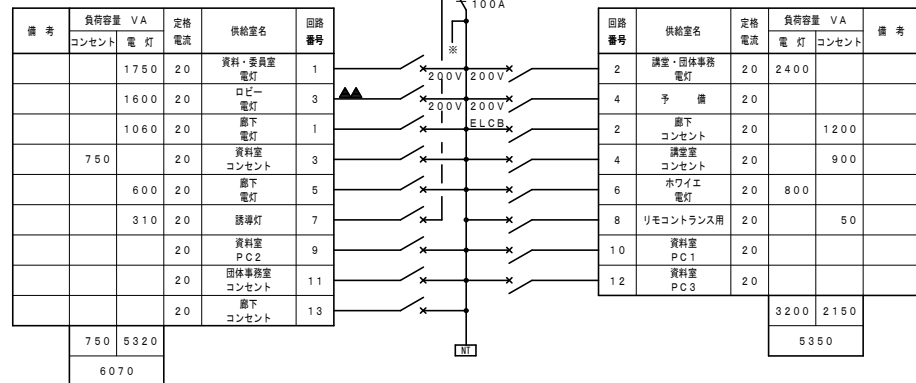 100A
※
備 考 負荷容量 VA 定格電流 供給室名 回路番号
コンセント 電 灯
1750 20 資料・委員室 電灯 1
1600 20 ロビー 電灯 3
1060 20 廊下 電灯 1
750 20 資料室 コンセント 3
600 20 廊下 電灯 5
310 20 誘導灯 7
20 資料室 PC2 9
20 団体事務室 コンセント 11
20 廊下 コンセント 13
750 5320
6070
200V 200V
200V 200V
ELCB
NT
回路番号 供給室名 定格電流 負荷容量 VA 備 考
電 灯 コンセント
2 講堂・団体事務 電灯 20 2400
4 予 備 20
2 廊下 コンセント 20 1200
4 講堂室 コンセント 20 900
6 ホワイエ 電灯 20 800
8 リモコントランス用 20 50
10 資料室 PC1 20
12 資料室 PC3 20
3200 2150
5350